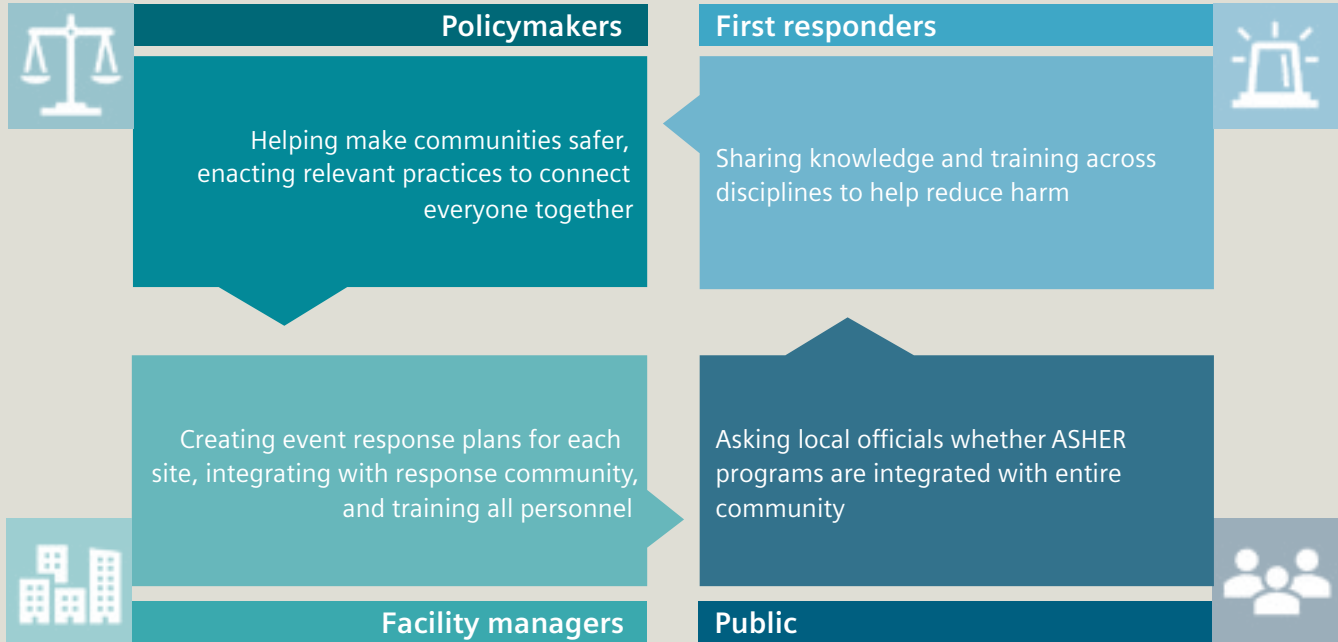 Policymakers
Helping make communities safer,
enacting relevant practices to connect
everyone together
First responders
Sharing knowledge and training across
disciplines to help reduce harm
Creating event response plans for each
site, integrating with response community,
and training all personnel
Facility managers
Asking local officials whether ASHER
programs are integrated with entire
community
Public